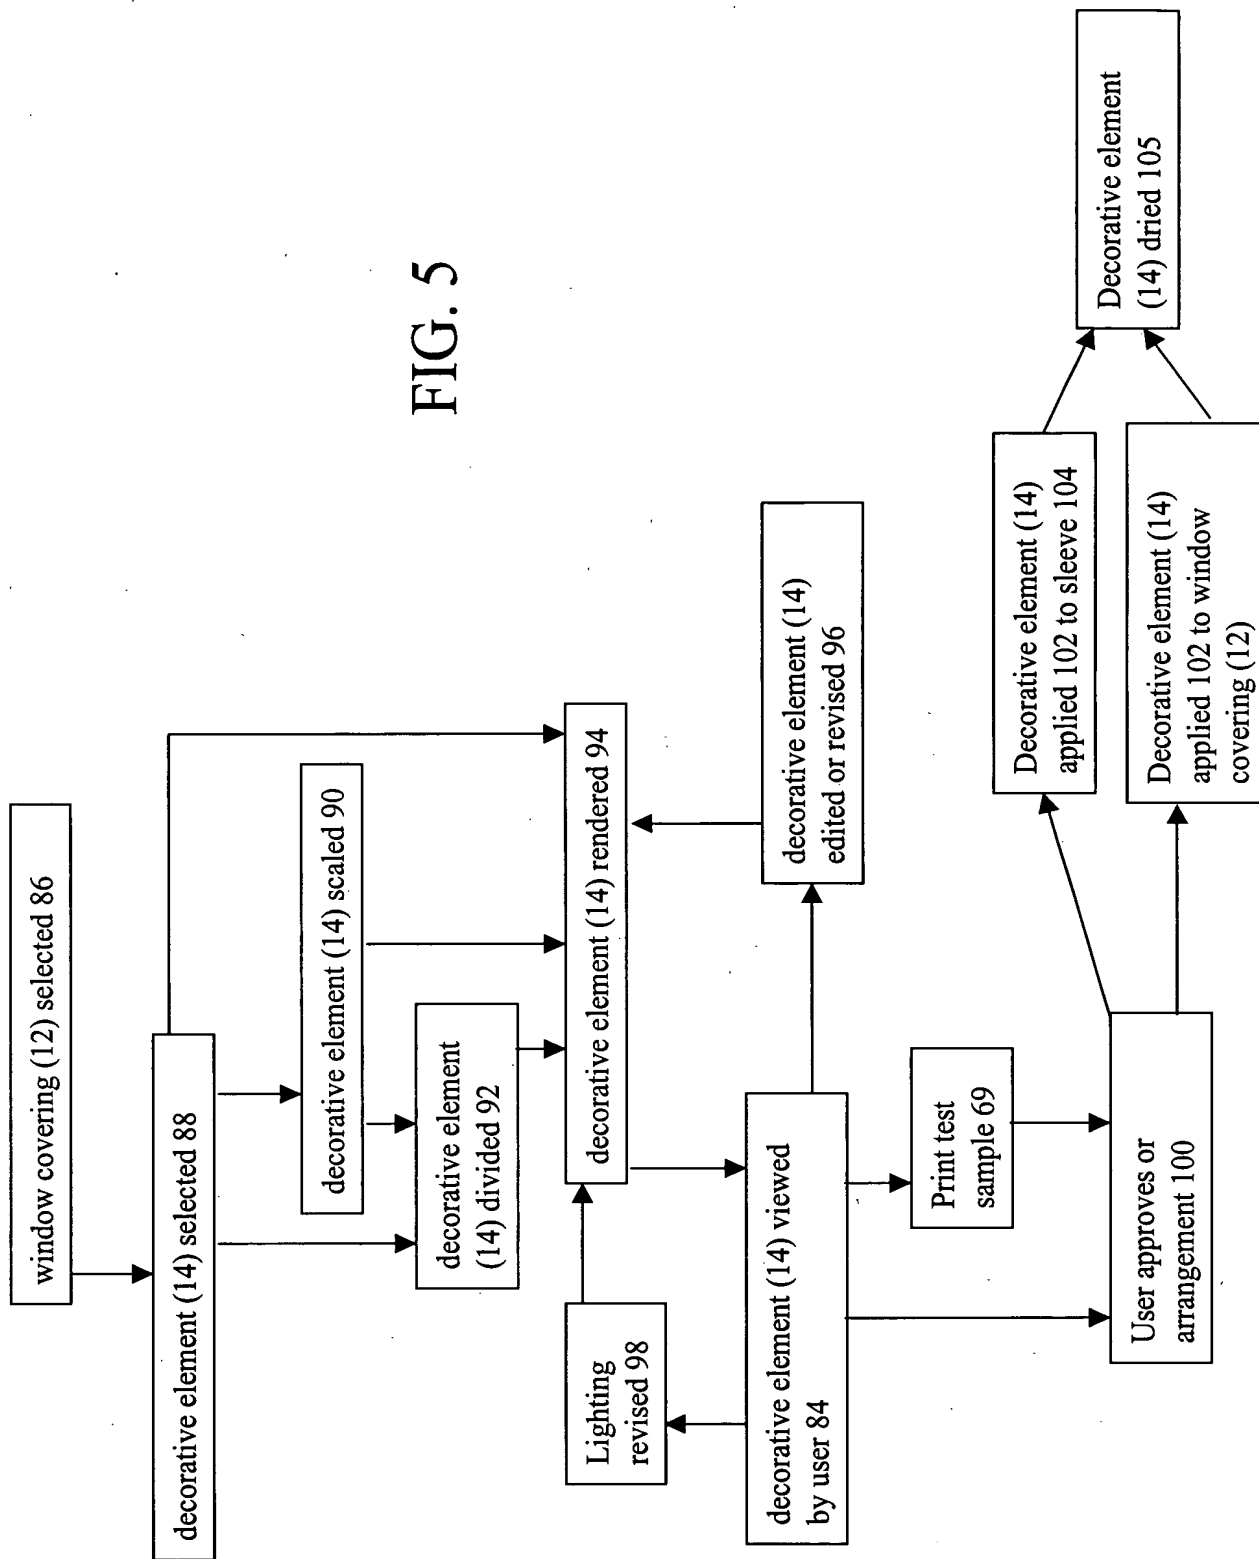 window covering (12) selected 86
decorative element (14) selected 88
decorative element (14) scaled 90
decorative element
(14) divided 92
decorative element (14) rendered 94
Lighting
revised 98
decorative element (14) viewed
by user 84
decorative element (14)
edited or revised 96
Print test
sample 69
User approves or
arrangement 100
Decorative element (14)
applied 102 to sleeve 104
Decorative element (14)
applied 102 to window
covering (12)
Decorative element
(14) dried 105
FIG. 5